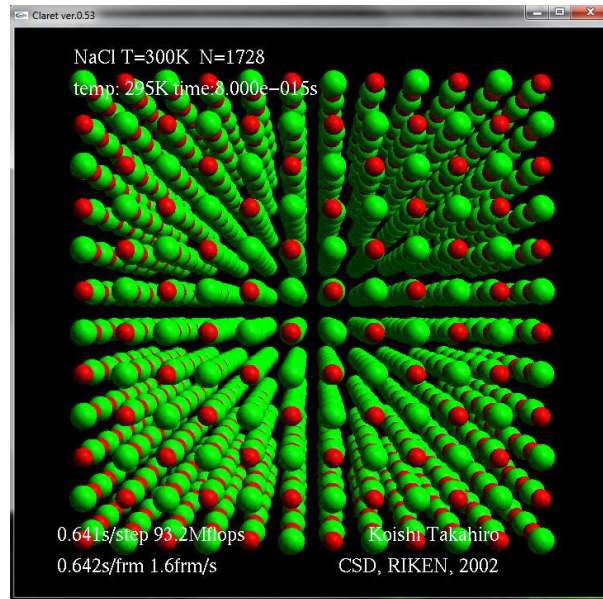 Claret ver.0.53
NaCl T=300K N=1728
temp: 295K time:8.000e-015s
0.641s/step 93.2Mflops
Koishi Takahiro
0.642s/frm 1.6frm/s
CSD, RIKEN, 2002